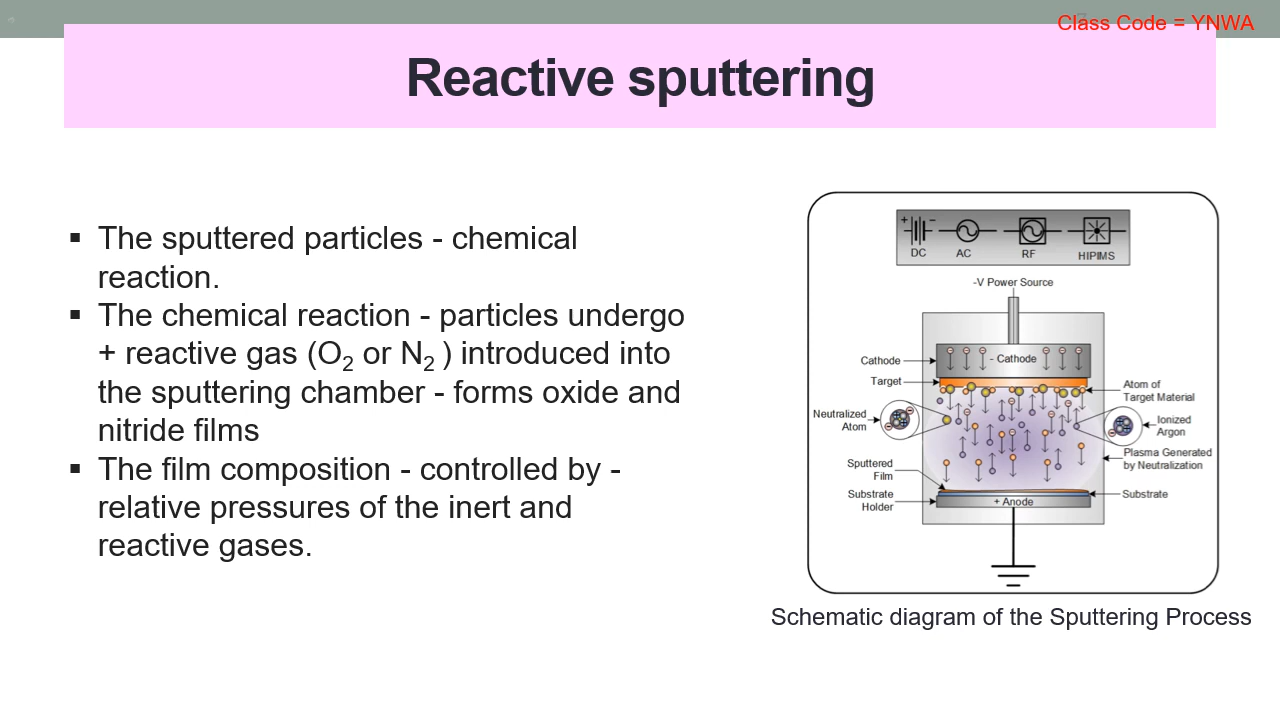 Class Code = YNWA
Reactive sputtering
▪ The sputtered particles - chemical
reaction.
▪ The chemical reaction - particles undergo
+ reactive gas (O₂ or N₂ ) introduced into
the sputtering chamber - forms oxide and
nitride films
▪ The film composition - controlled by -
relative pressures of the inert and
reactive gases.
+ −
DC AC RF HIPIMS
-V Power Source
Cathode
- Cathode
Target
Atom of
Target Material
Neutralized
Atom
Ionized
Argon
Plasma Generated
by Neutralization
Sputtered
Film
Substrate
Holder
+ Anode
Substrate
Schematic diagram of the Sputtering Process